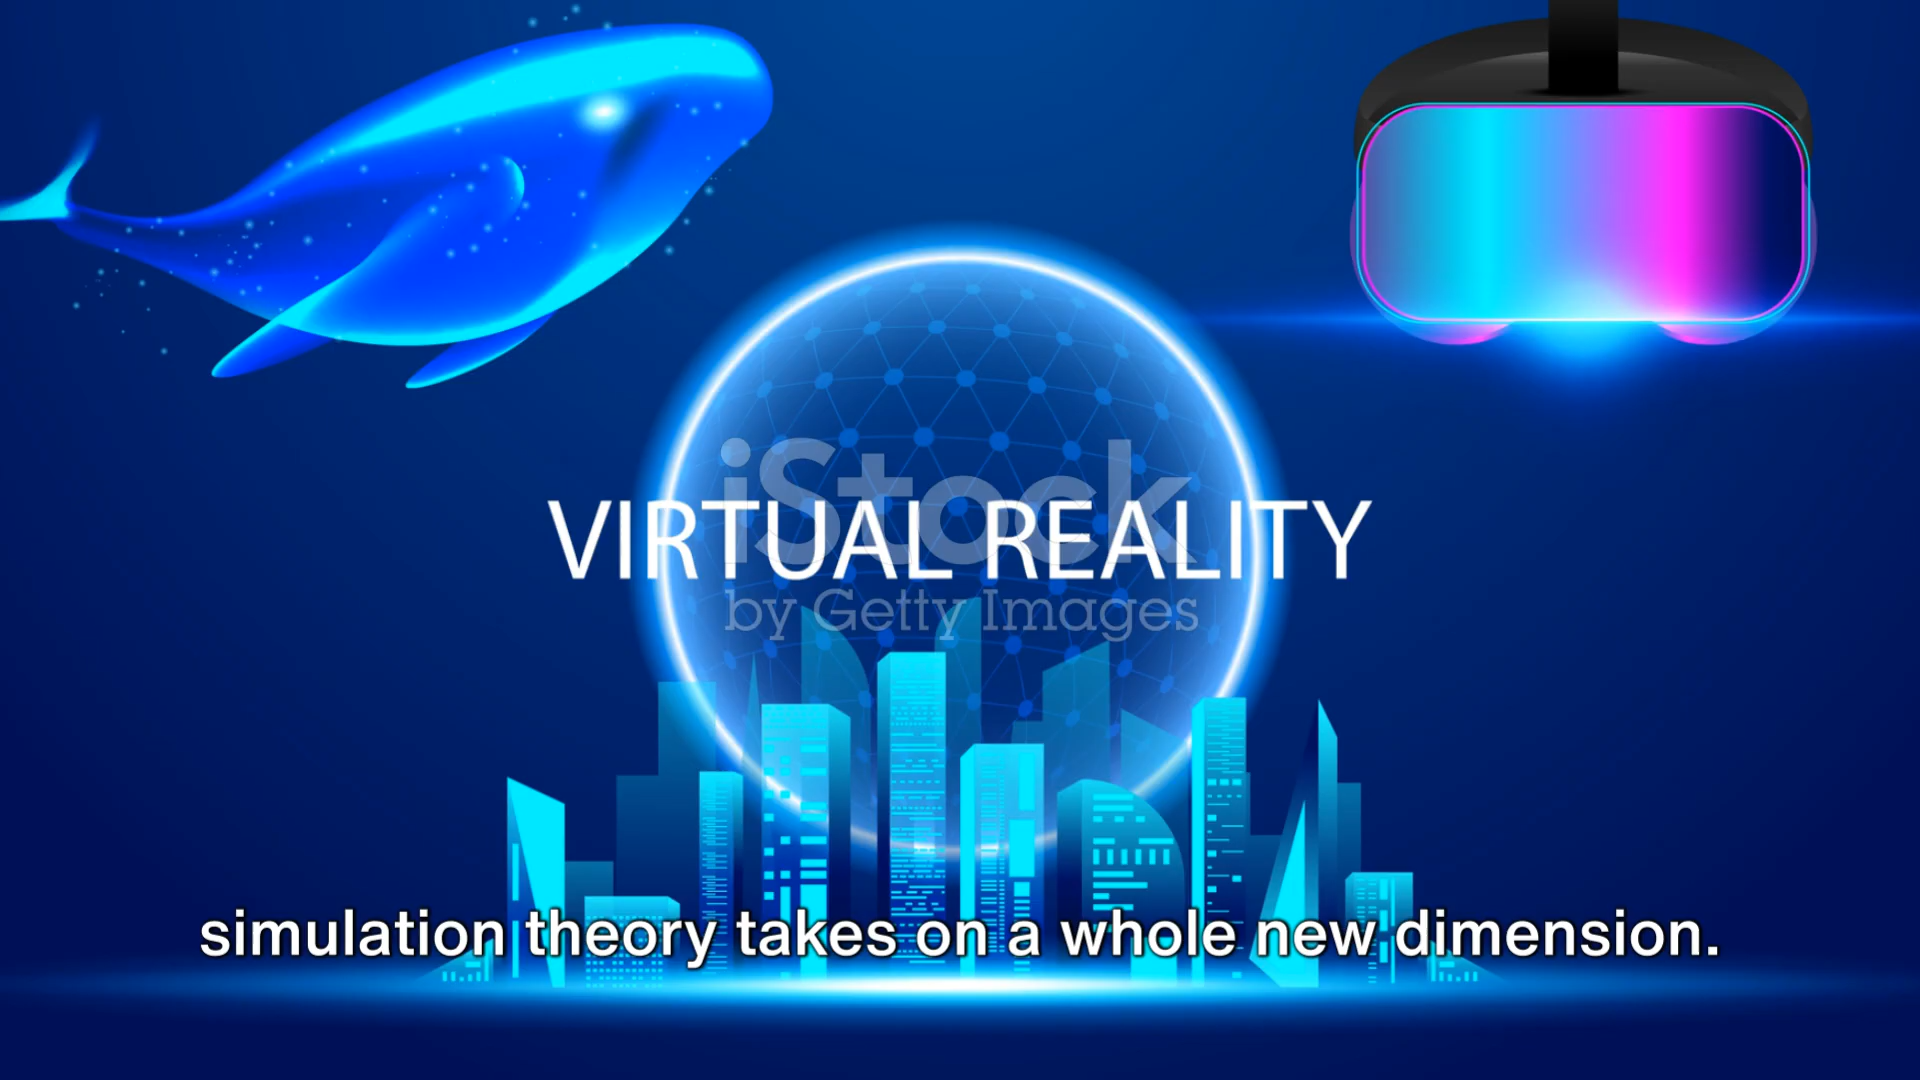 iStock
VIRTUAL REALITY
by Getty Images
simulation theory takes on a whole new dimension.